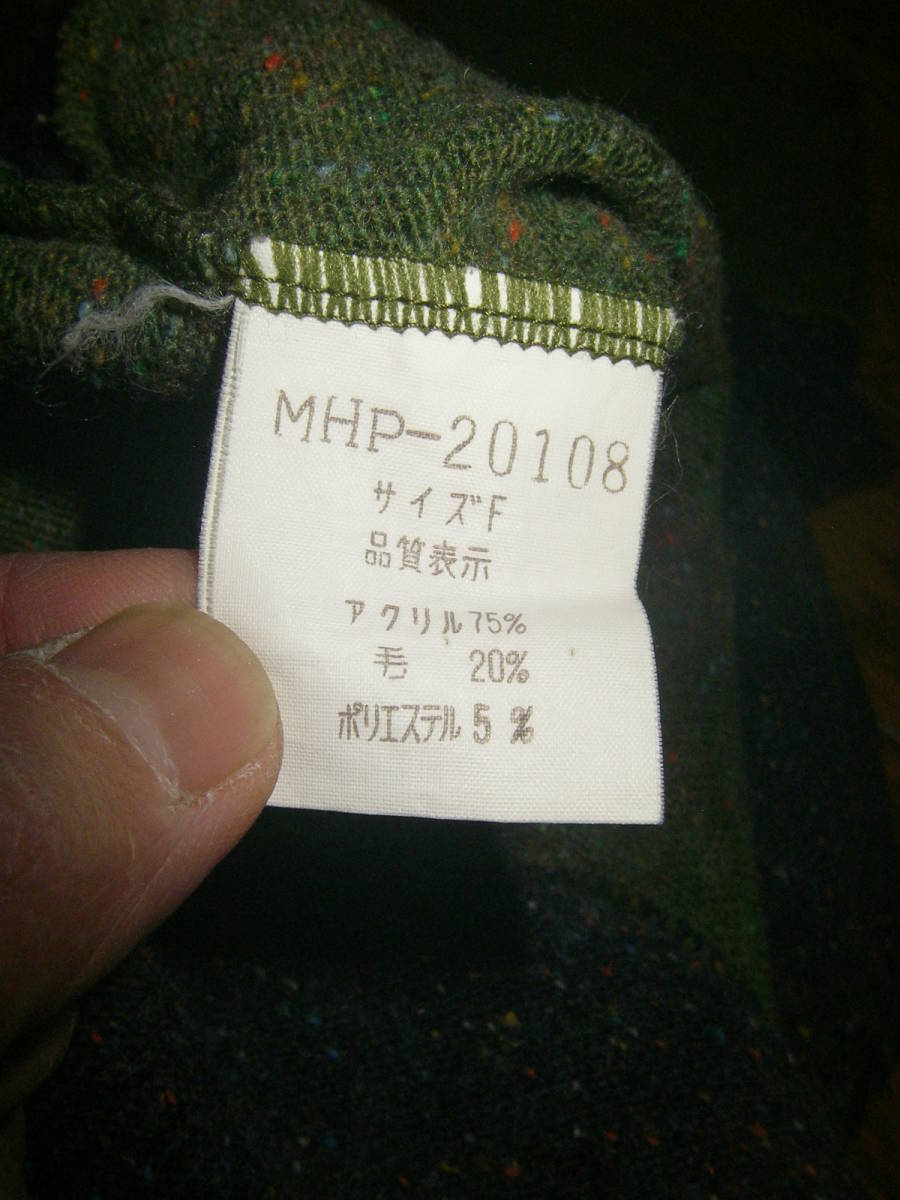 MHP-20108
サイズF
品質表示
アクリル75%
毛 20%
ポリエステル 5 %